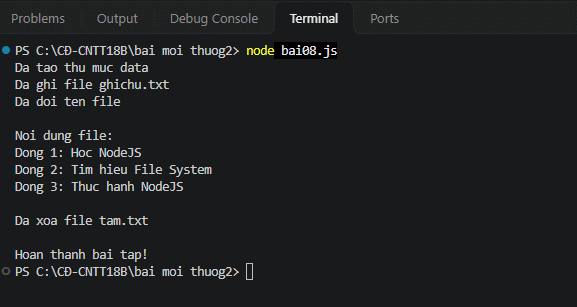 Problems Output Debug Console Terminal Ports
PS C:\CĐ-CNTT18B\bai moi thuog2> node bai08.js
Da tao thu muc data
Da ghi file ghichu.txt
Da doi ten file
Noi dung file:
Dong 1: Hoc NodeJS
Dong 2: Tim hieu File System
Dong 3: Thuc hanh NodeJS
Da xoa file tam.txt
Hoan thanh bai tap!
PS C:\CĐ-CNTT18B\bai moi thuog2>